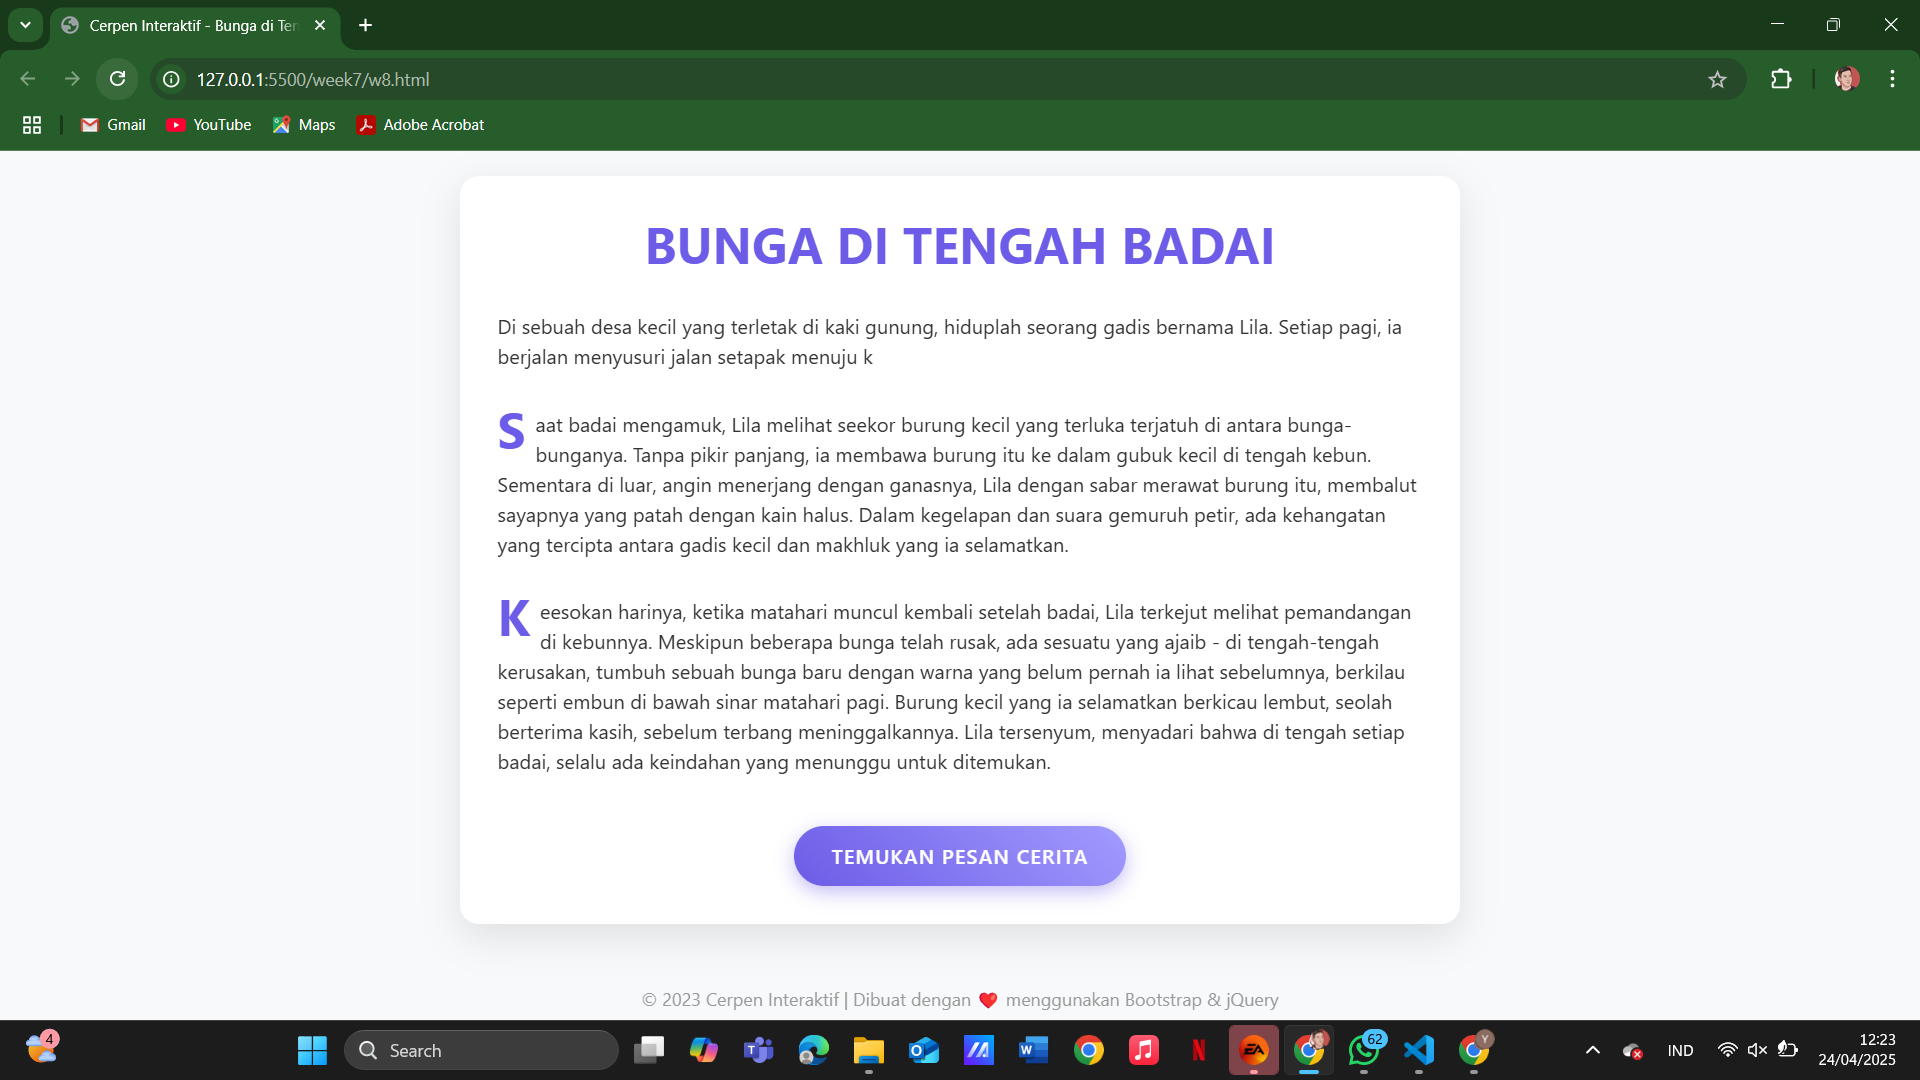 Cerpen Interaktif - Bunga di Ten
127.0.0.1:5500/week7/w8.html
Gmail
YouTube
Maps
Adobe Acrobat
BUNGA DI TENGAH BADAI
Di sebuah desa kecil yang terletak di kaki gunung, hiduplah seorang gadis bernama Lila. Setiap pagi, ia
berjalan menyusuri jalan setapak menuju k
Saat badai mengamuk, Lila melihat seekor burung kecil yang terluka terjatuh di antara bunga-
bunganya. Tanpa pikir panjang, ia membawa burung itu ke dalam gubuk kecil di tengah kebun.
Sementara di luar, angin menerjang dengan ganasnya, Lila dengan sabar merawat burung itu, membalut
sayapnya yang patah dengan kain halus. Dalam kegelapan dan suara gemuruh petir, ada kehangatan
yang tercipta antara gadis kecil dan makhluk yang ia selamatkan.
Keesokan harinya, ketika matahari muncul kembali setelah badai, Lila terkejut melihat pemandangan
di kebunnya. Meskipun beberapa bunga telah rusak, ada sesuatu yang ajaib - di tengah-tengah
kerusakan, tumbuh sebuah bunga baru dengan warna yang belum pernah ia lihat sebelumnya, berkilau
seperti embun di bawah sinar matahari pagi. Burung kecil yang ia selamatkan berkicau lembut, seolah
berterima kasih, sebelum terbang meninggalkannya. Lila tersenyum, menyadari bahwa di tengah setiap
badai, selalu ada keindahan yang menunggu untuk ditemukan.
TEMUKAN PESAN CERITA
© 2023 Cerpen Interaktif | Dibuat dengan ❤️ menggunakan Bootstrap & jQuery
4
Search
EA
62
Y
IND
12:23
24/04/2025